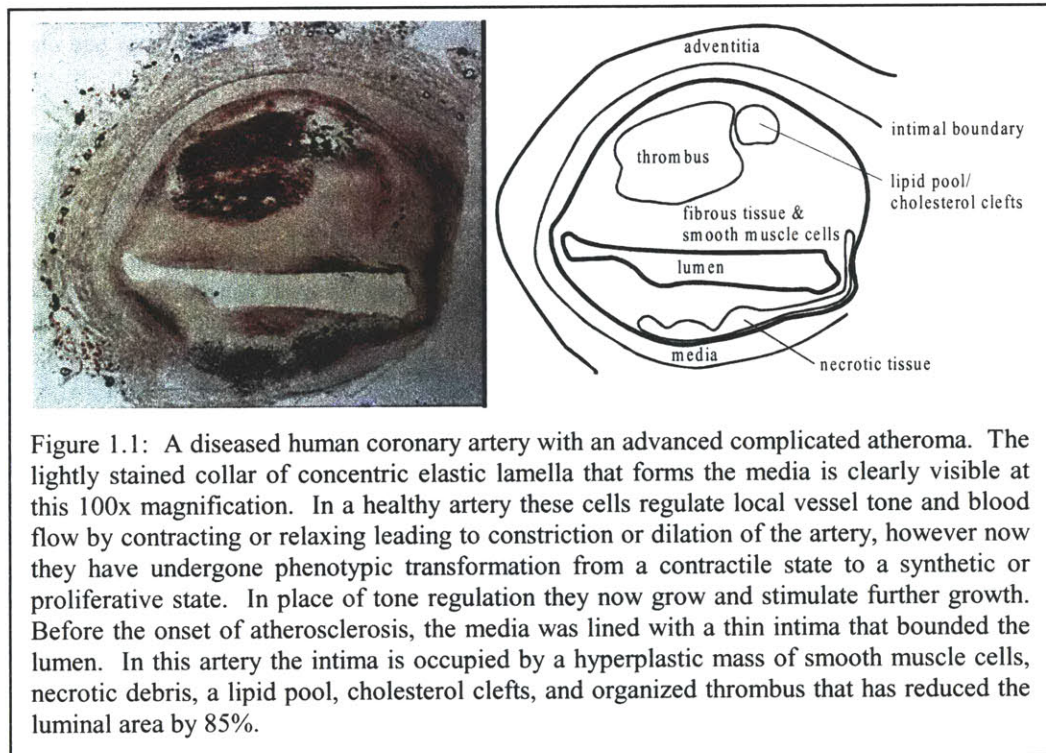 adventitia
intimal boundary
thrombus
lipid pool/
cholesterol clefts
fibrous tissue &
smooth muscle cells
lumen
media
necrotic tissue
Figure 1.1: A diseased human coronary artery with an advanced complicated atheroma. The
lightly stained collar of concentric elastic lamella that forms the media is clearly visible at
this 100x magnification. In a healthy artery these cells regulate local vessel tone and blood
flow by contracting or relaxing leading to constriction or dilation of the artery, however now
they have undergone phenotypic transformation from a contractile state to a synthetic or
proliferative state. In place of tone regulation they now grow and stimulate further growth.
Before the onset of atherosclerosis, the media was lined with a thin intima that bounded the
lumen. In this artery the intima is occupied by a hyperplastic mass of smooth muscle cells,
necrotic debris, a lipid pool, cholesterol clefts, and organized thrombus that has reduced the
luminal area by 85%.